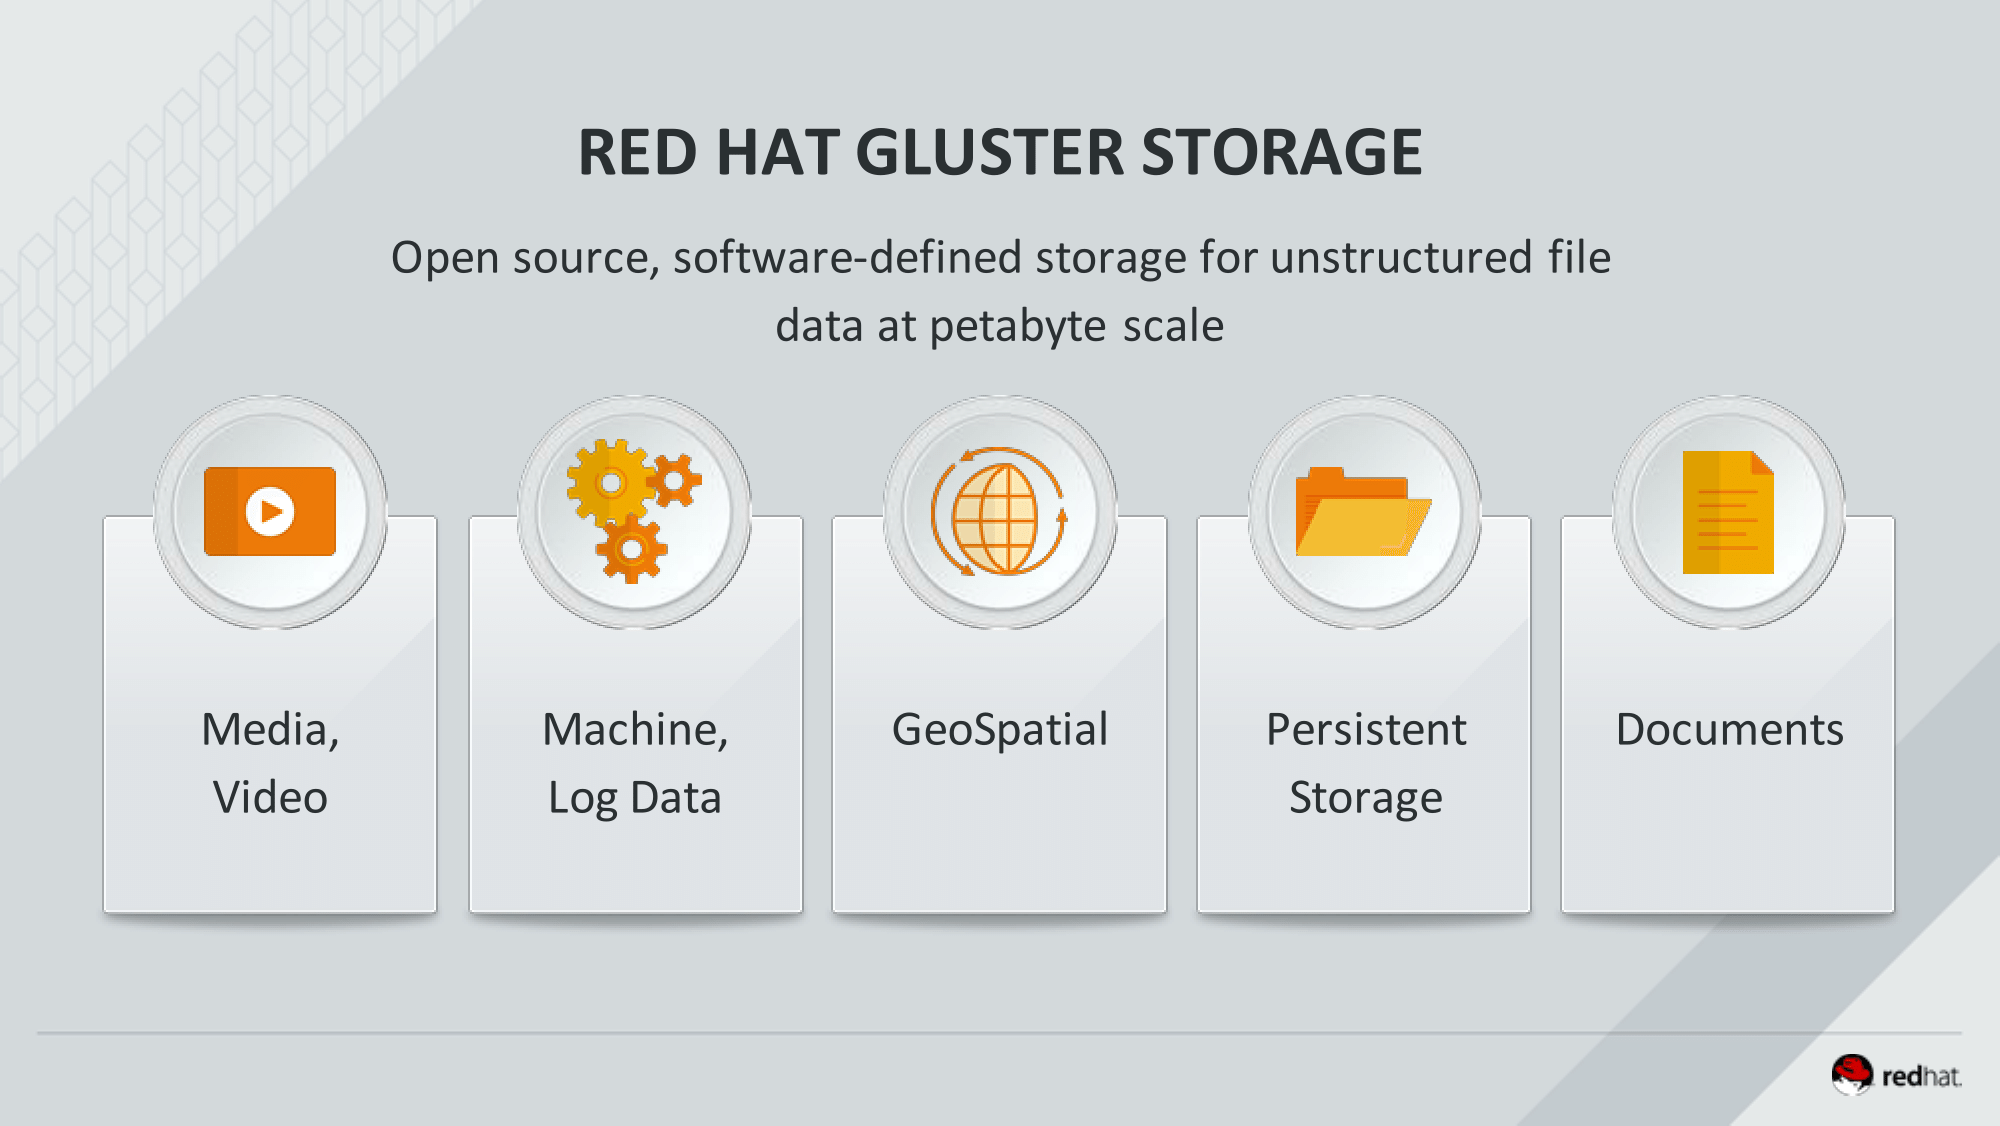 RED HAT GLUSTER STORAGE
Open source, software-defined storage for unstructured file
data at petabyte scale
Media,
Video
Machine,
Log Data
GeoSpatial
Persistent
Storage
Documents
redhat.